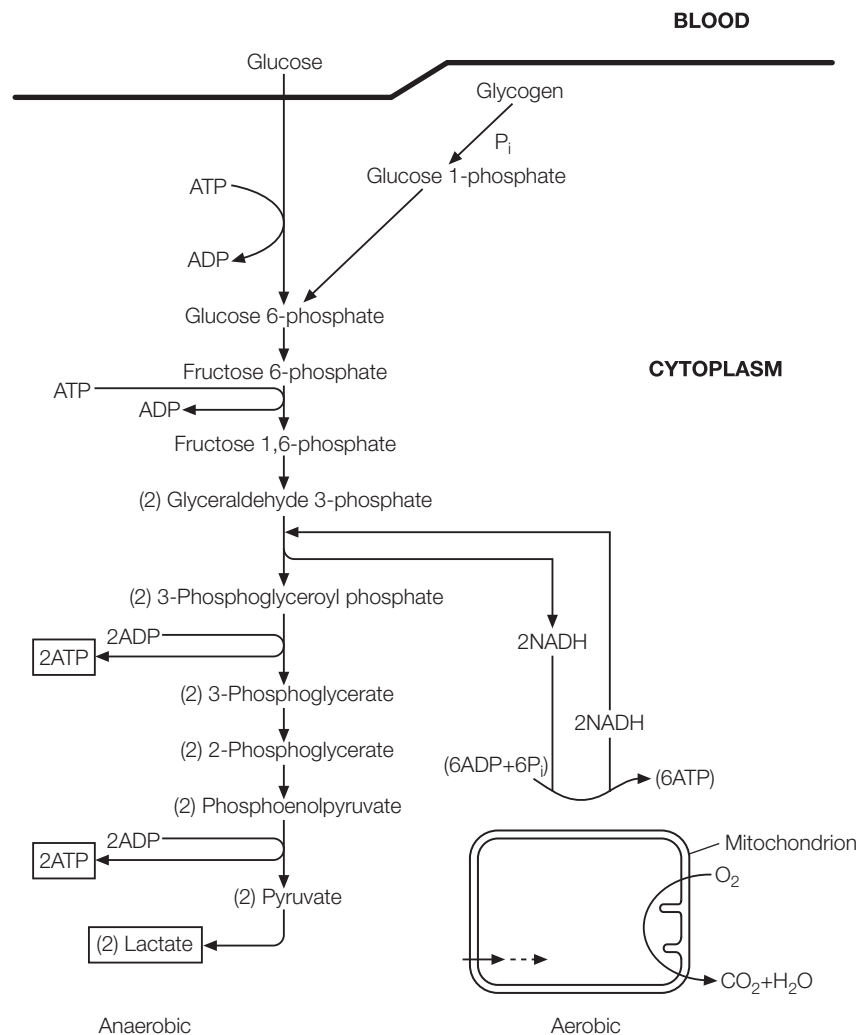 BLOOD
Glucose
Glycogen
Pi
Glucose 1-phosphate
ATP
ADP
Glucose 6-phosphate
Fructose 6-phosphate
CYTOPLASM
ATP
ADP
Fructose 1,6-phosphate
(2) Glyceraldehyde 3-phosphate
(2) 3-Phosphoglyceroyl phosphate
2ADP
2ATP
2NADH
(2) 3-Phosphoglycerate
2NADH
(2) 2-Phosphoglycerate
(6ADP+6Pi)
(6ATP)
(2) Phosphoenolpyruvate
2ADP
2ATP
Mitochondrion
O2
(2) Pyruvate
(2) Lactate
CO2+H2O
Anaerobic
Aerobic